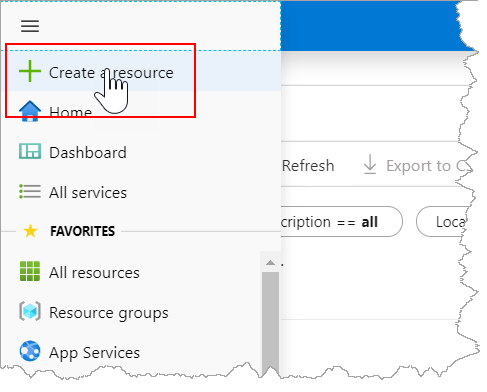 Create a resource
Home
Refresh
Export to C
Dashboard
All services
cription == all
Loca
FAVORITES
All resources
Resource groups
App Services